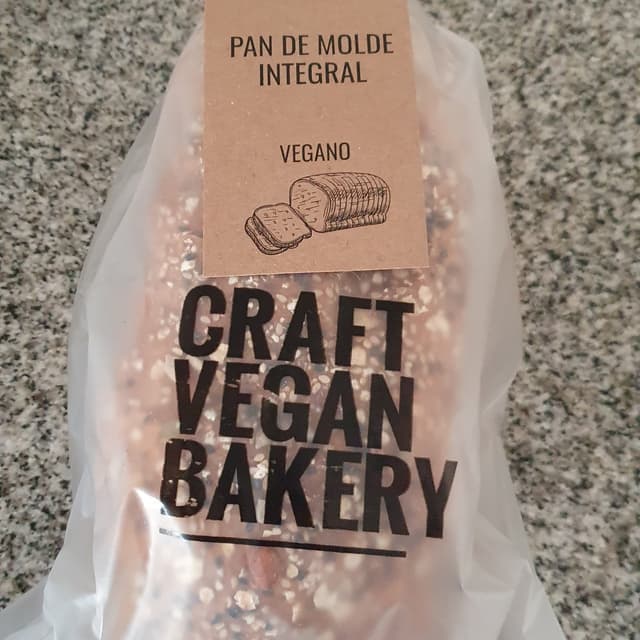 PAN DE MOLDE
INTEGRAL
VEGANO
CRAFT
VEGAN
BAKERY